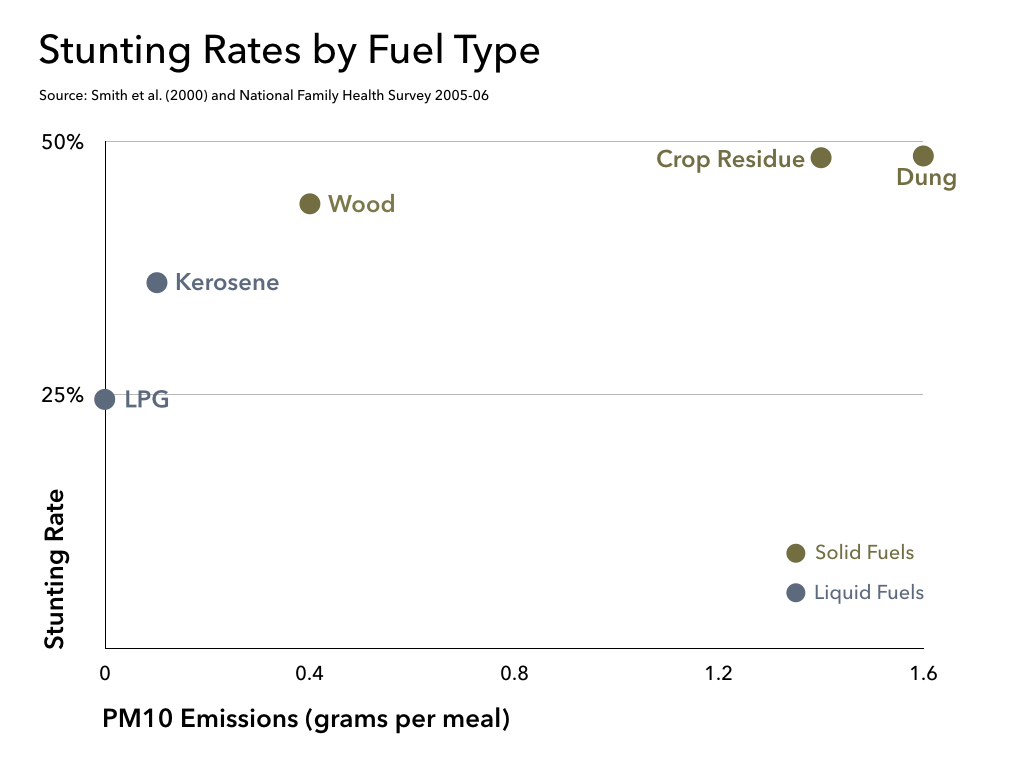 Stunting Rates by Fuel Type
Source: Smith et al. (2000) and National Family Health Survey 2005-06
50%
Crop Residue
Dung
Wood
Kerosene
25%
LPG
Stunting Rate
Solid Fuels
Liquid Fuels
0 0.4 0.8 1.2 1.6
PM10 Emissions (grams per meal)